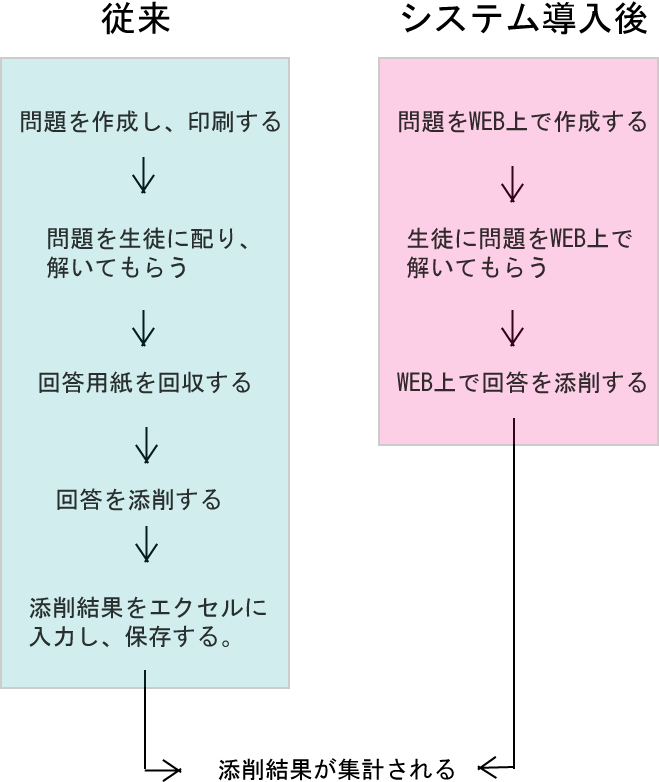 従来
問題を作成し、印刷する
問題を生徒に配り、
解いてもらう
回答用紙を回収する
回答を添削する
添削結果をエクセルに
入力し、保存する。
システム導入後
問題をWEB上で作成する
生徒に問題をWEB上で
解いてもらう
WEB上で回答を添削する
添削結果が集計される